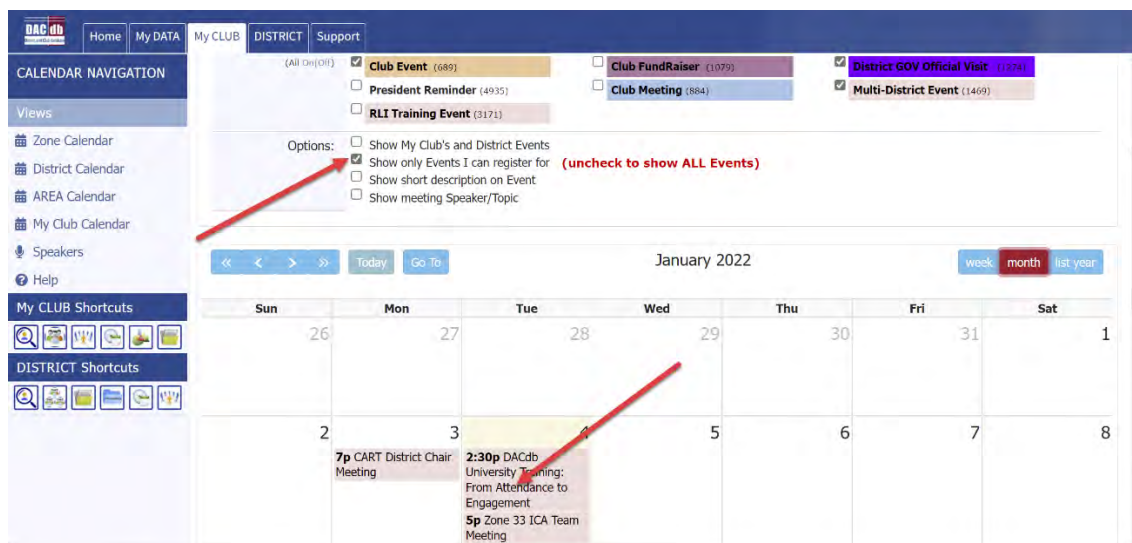 DAC db
Home My DATA My CLUB DISTRICT Support
CALENDAR NAVIGATION
Views
Zone Calendar
District Calendar
AREA Calendar
My Club Calendar
Speakers
Help
My CLUB Shortcuts
DISTRICT Shortcuts
(All On|Off) Club Event (689) Club FundRaiser (1079) District GOV Official Visit
President Reminder (4935) Club Meeting (884) Multi-District Event (1469)
RLI Training Event (3171)
Options: Show My Club's and District Events
Show only Events I can register for (uncheck to show ALL Events)
Show short description on Event
Show meeting Speaker/Topic
« < > » Today Go To January 2022 week month list year
Sun Mon Tue Wed Thu Fri Sat
26 27 28 29 30 31 1
2 3 4 5 6 7 8
7p CART District Chair
Meeting
2:30p DACdb
University Training:
From Attendance to
Engagement
5p Zone 33 ICA Team
Meeting